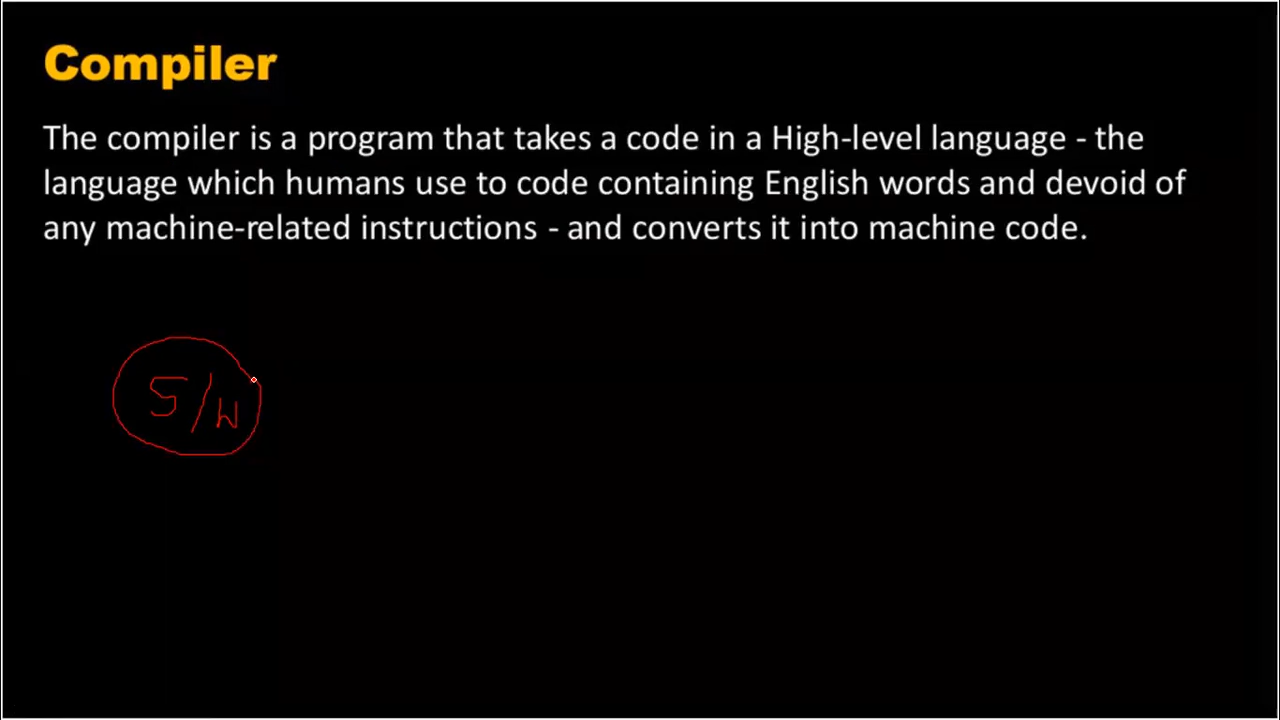 Compiler
The compiler is a program that takes a code in a High-level language - the
language which humans use to code containing English words and devoid of
any machine-related instructions - and converts it into machine code.
S/W